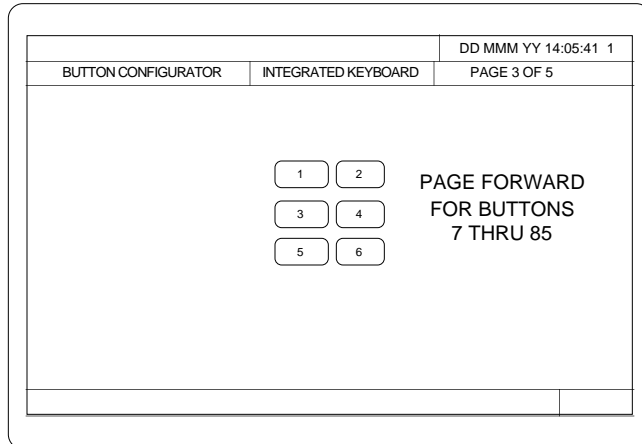 DD MMM YY 14:05:41 1
BUTTON CONFIGURATOR INTEGRATED KEYBOARD PAGE 3 OF 5
1 2
PAGE FORWARD
3 4
FOR BUTTONS
7 THRU 85
5 6